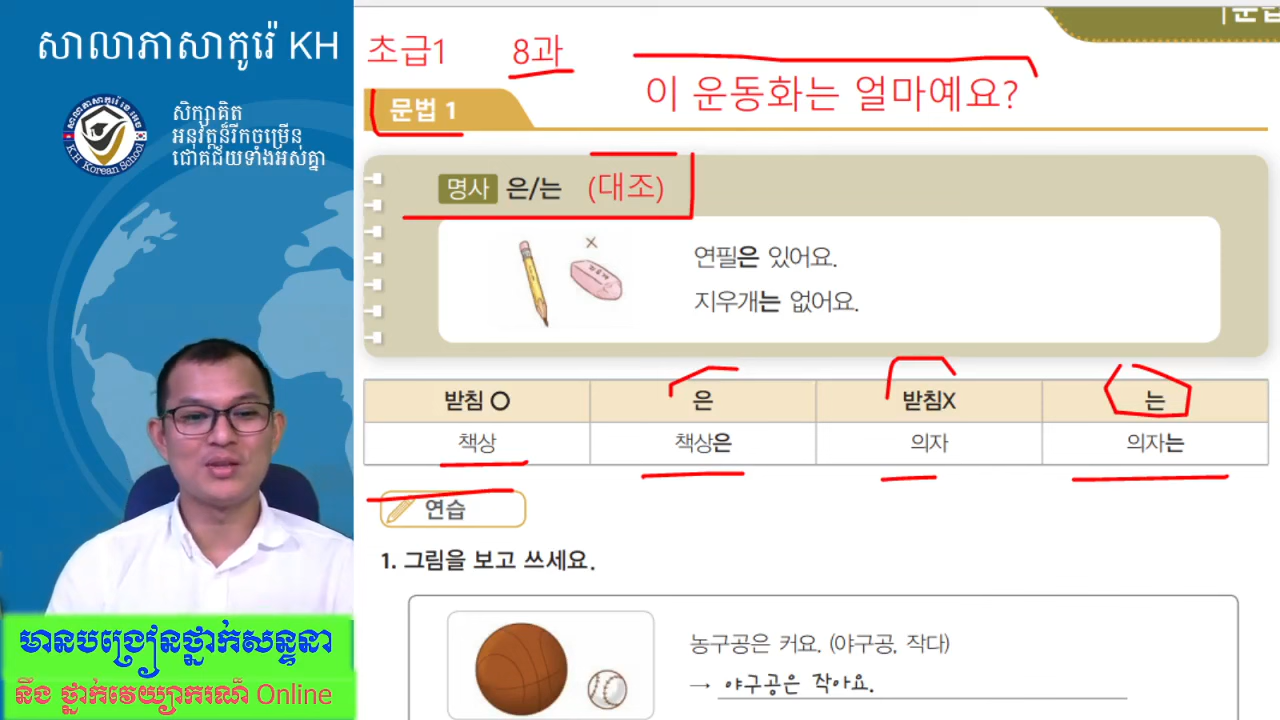 សាលាភាសាកូរ៉េ KH
សិក្សាគិត
អនុវត្តន៍រីកចម្រើន
ជោគជ័យទាំងអស់គ្នា
KH Korean School
មានបង្រៀនថ្នាក់សន្ទនា
នឹង ថ្នាក់វេយ្យាករណ៏ Online
초급1 8과
이 운동화는 얼마예요?
문법 1
명사 은/는 (대조)
연필은 있어요.
지우개는 없어요.
받침 O 은 받침X 는
책상 책상은 의자 의자는
연습
1. 그림을 보고 쓰세요.
농구공은 커요. (야구공, 작다)
→ 야구공은 작아요.